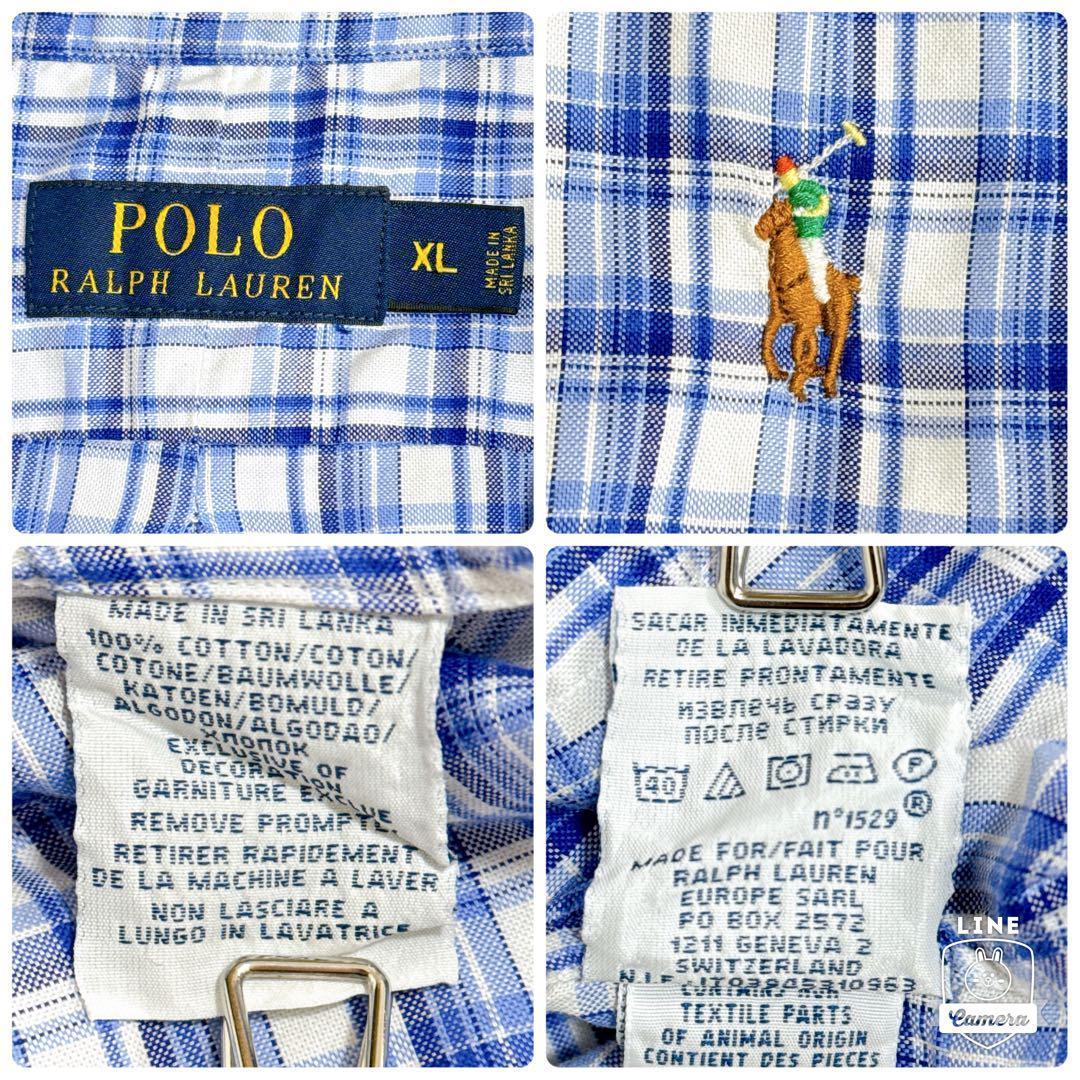 POLO
RALPH LAUREN
XL
MADE IN
SRI LANKA
MADE IN SRI LANKA
100% COTTON/COTON/
COTONE/BAUMWOLLE/
KATOEN/BOMULD/
ALGODON/ALGODAO/
ХЛОПОК
EXCLUSIVE OF
DECORATION
GARNITURE EXCLUE
REMOVE PROMPTLY
RETIRER RAPIDEMENT
DE LA MACHINE A LAVER
NON LASCIARE A
LUNGO IN LAVATRICE
SACAR INMEDIATAMENTE
DE LA LAVADORA
RETIRE PRONTAMENTE
ИЗВЛЕЧЬ СРАЗУ
ПОСЛЕ СТИРКИ
40 P
n°1529 ®
MADE FOR/FAIT POUR
RALPH LAUREN
EUROPE SARL
PO BOX 2572
1211 GENEVA 2
SWITZERLAND
TEXTILE PARTS
OF ANIMAL ORIGIN
CONTIENT DES PIECES
LINE
Camera